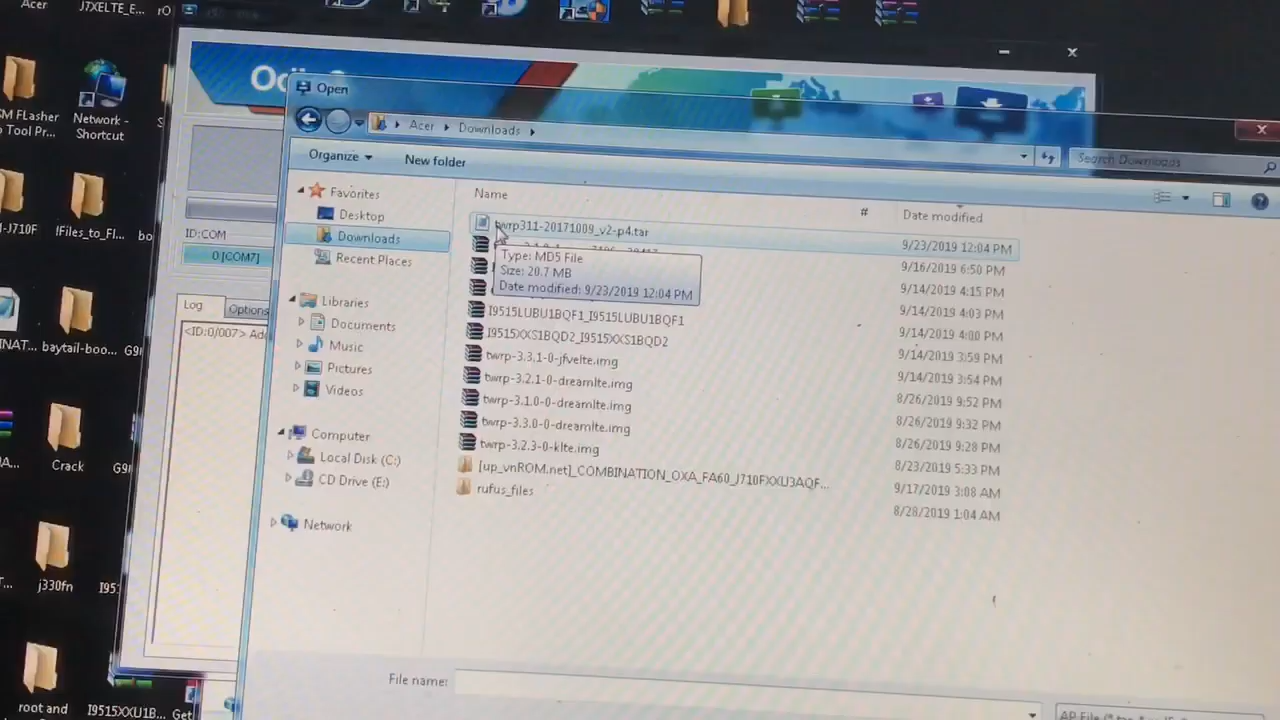 Acer
J7XELTE_E...
rO
Open
Acer
Downloads
Search Downloads
Organize
New folder
SM Flasher
Tool Pr...
Network -
Shortcut
Name
#
Date modified
Favorites
Desktop
Downloads
Recent Places
twrp311-20171009_v2-p4.tar
9/23/2019 12:04 PM
Type: MD5 File
Size: 20.7 MB
Date modified: 9/23/2019 12:04 PM
9/16/2019 6:50 PM
9/14/2019 4:15 PM
9/14/2019 4:03 PM
I9515LUBU1BQF1_I9515LUBU1BQF1
9/14/2019 4:00 PM
I9515XXS1BQD2_I9515XXS1BQD2
9/14/2019 3:59 PM
twrp-3.3.1-0-jfvelte.img
9/14/2019 3:54 PM
twrp-3.2.1-0-dreamlte.img
8/26/2019 9:52 PM
twrp-3.1.0-0-dreamlte.img
8/26/2019 9:32 PM
twrp-3.3.0-0-dreamlte.img
8/26/2019 9:28 PM
twrp-3.2.3-0-klte.img
8/23/2019 5:33 PM
[up_vnROM.net]_COMBINATION_OXA_FA60_J710FXXU3AQF...
9/17/2019 3:08 AM
rufus_files
8/28/2019 1:04 AM
ID:COM
0 [COM7]
Log
Options
<ID:0/007> Add
Libraries
Documents
Music
Pictures
Videos
Computer
Local Disk (C:)
CD Drive (E:)
Network
-J710F
!Files_to_Fl...
bo
baytail-boo...
G9
Crack
G9
j330fn
I95
root and
I9515XXU1B...
Get
File name: